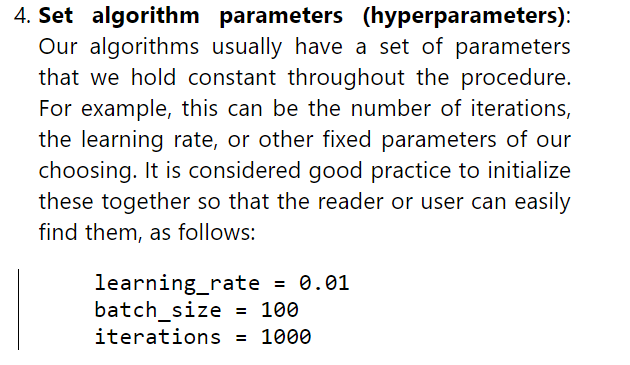 4. Set algorithm parameters (hyperparameters):
Our algorithms usually have a set of parameters
that we hold constant throughout the procedure.
For example, this can be the number of iterations,
the learning rate, or other fixed parameters of our
choosing. It is considered good practice to initialize
these together so that the reader or user can easily
find them, as follows:
learning_rate = 0.01
batch_size = 100
iterations = 1000